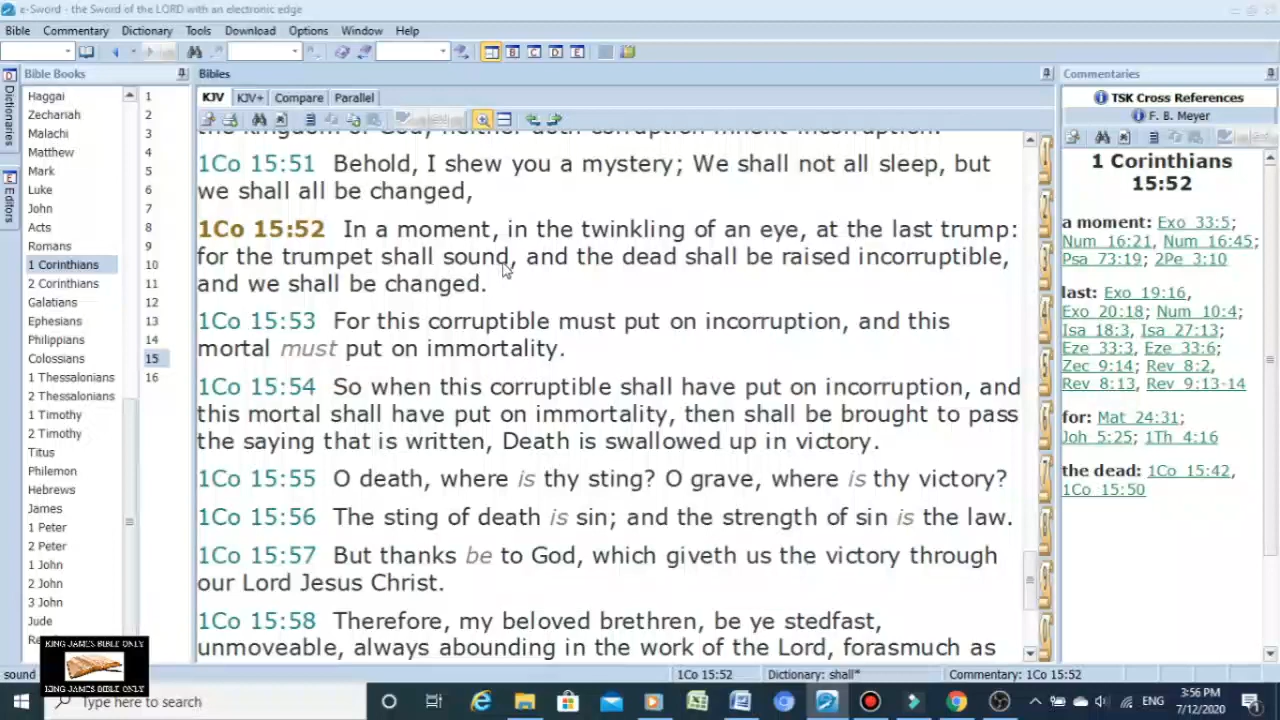 e-Sword - the Sword of the LORD with an electronic edge
Bible Commentary Dictionary Tools Download Options Window Help
Bible Books
Bibles
Commentaries
Dictionaries
Editors
Haggai
Zechariah
Malachi
Matthew
Mark
Luke
John
Acts
Romans
1 Corinthians
2 Corinthians
Galatians
Ephesians
Philippians
Colossians
1 Thessalonians
2 Thessalonians
1 Timothy
2 Timothy
Titus
Philemon
Hebrews
James
1 Peter
2 Peter
1 John
2 John
3 John
Jude
1
2
3
4
5
6
7
8
9
10
11
12
13
14
15
16
KJV KJV+ Compare Parallel
the kingdom of God; neither doth corruption inherit incorruption.
1Co 15:51 Behold, I shew you a mystery; We shall not all sleep, but
we shall all be changed,
1Co 15:52 In a moment, in the twinkling of an eye, at the last trump:
for the trumpet shall sound, and the dead shall be raised incorruptible,
and we shall be changed.
1Co 15:53 For this corruptible must put on incorruption, and this
mortal must put on immortality.
1Co 15:54 So when this corruptible shall have put on incorruption, and
this mortal shall have put on immortality, then shall be brought to pass
the saying that is written, Death is swallowed up in victory.
1Co 15:55 O death, where is thy sting? O grave, where is thy victory?
1Co 15:56 The sting of death is sin; and the strength of sin is the law.
1Co 15:57 But thanks be to God, which giveth us the victory through
our Lord Jesus Christ.
1Co 15:58 Therefore, my beloved brethren, be ye stedfast,
unmoveable, always abounding in the work of the Lord, forasmuch as
TSK Cross References
F. B. Meyer
1 Corinthians
15:52
a moment: Exo 33:5;
Num 16:21, Num 16:45;
Psa 73:19; 2Pe 3:10
last: Exo 19:16,
Exo 20:18; Num 10:4;
Isa 18:3, Isa 27:13;
Eze 33:3, Eze 33:6;
Zec 9:14; Rev 8:2,
Rev 8:13, Rev 9:13-14
for: Mat 24:31;
Joh 5:25; 1Th 4:16
the dead: 1Co 15:42,
1Co 15:50
sound
1Co 15:52 Dictionary: shall* Commentary: 1Co 15:52
KING JAMES BIBLE ONLY
KING JAMES BIBLE ONLY
Type here to search
ENG
3:56 PM
7/12/2020